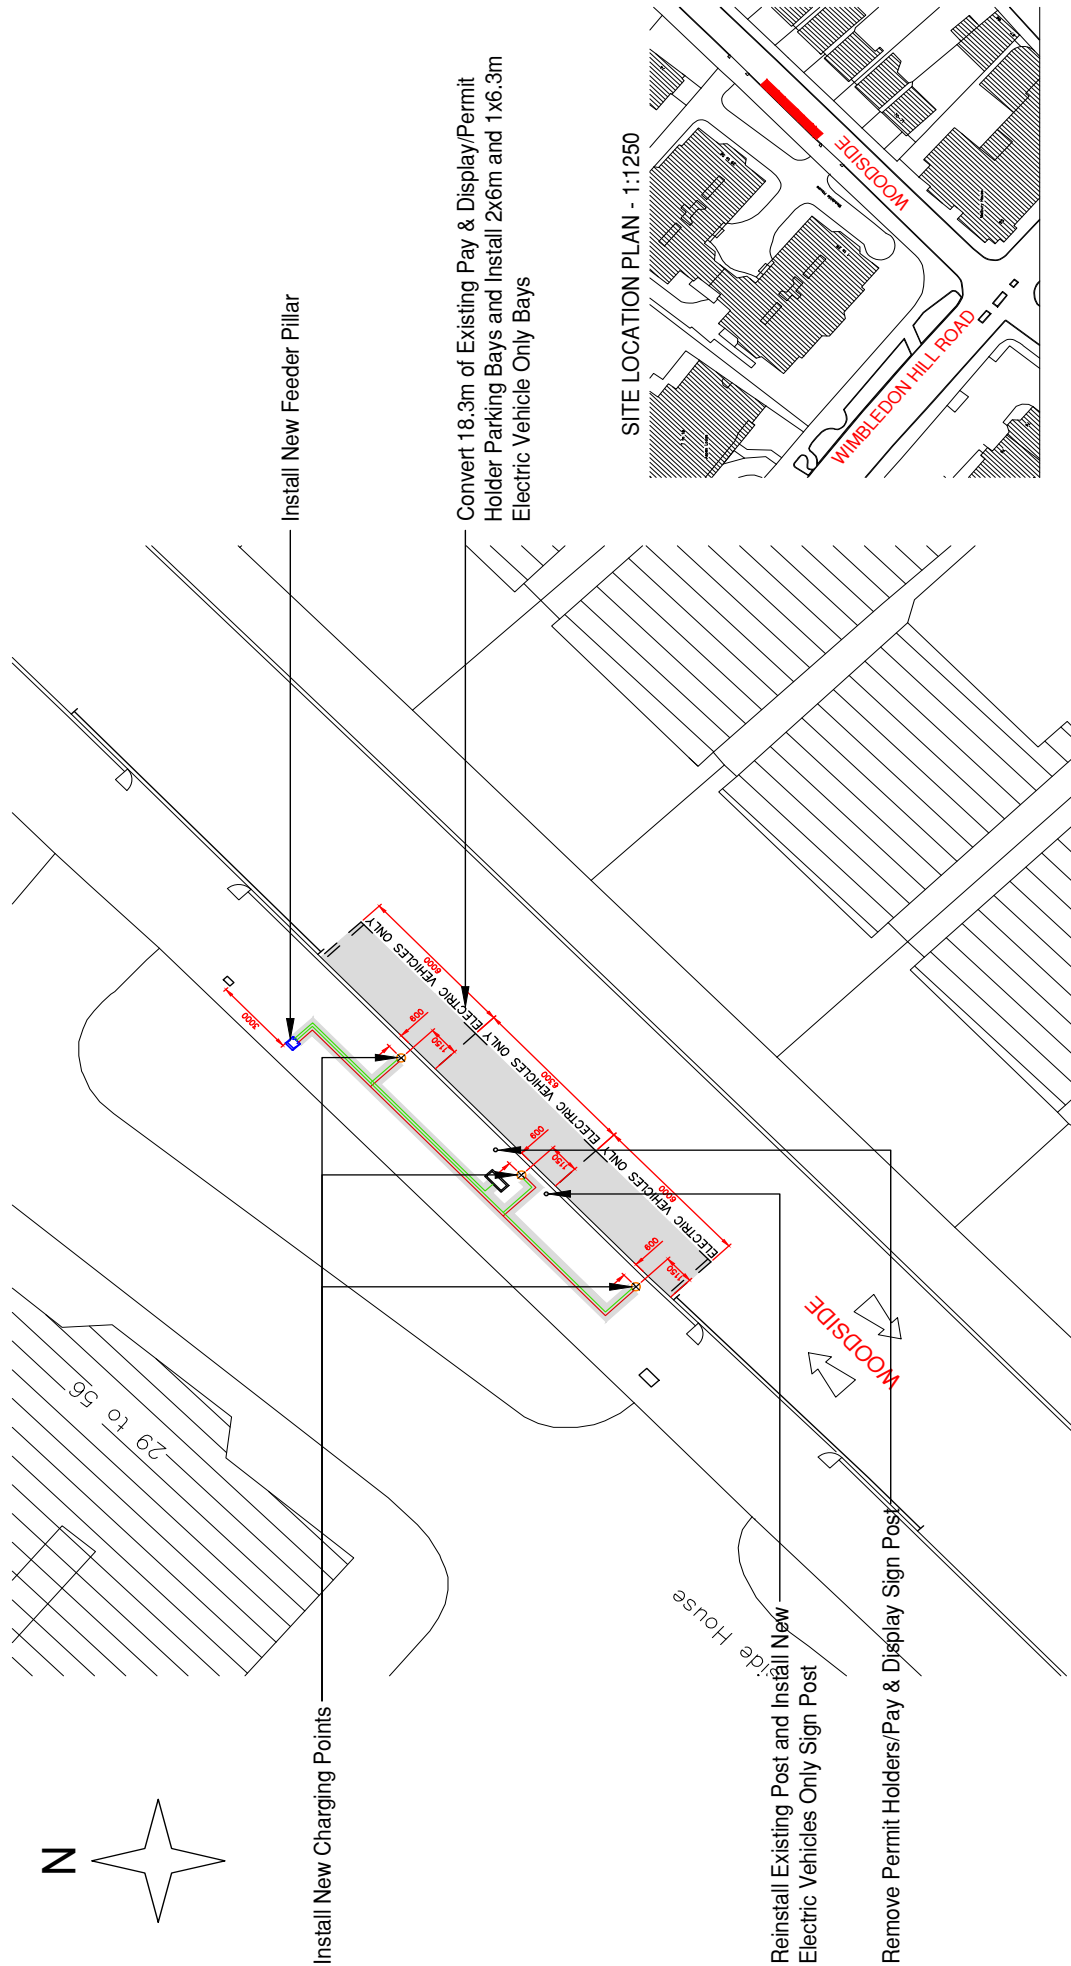 N
Install New Charging Points
Reinstall Existing Post and Install New
Electric Vehicles Only Sign Post
Remove Permit Holders/Pay & Display Sign Post
29 to 56
side House
WOODSIDE
3000
600
1150
600
1150
600
1150
ELECTRIC VEHICLES ONLY
ELECTRIC VEHICLES ONLY
ELECTRIC VEHICLES ONLY
6000
6300
6000
Install New Feeder Pillar
Convert 18.3m of Existing Pay & Display/Permit
Holder Parking Bays and Install 2x6m and 1x6.3m
Electric Vehicle Only Bays
SITE LOCATION PLAN - 1:1250
WIMBLEDON HILL ROAD
WOODSIDE